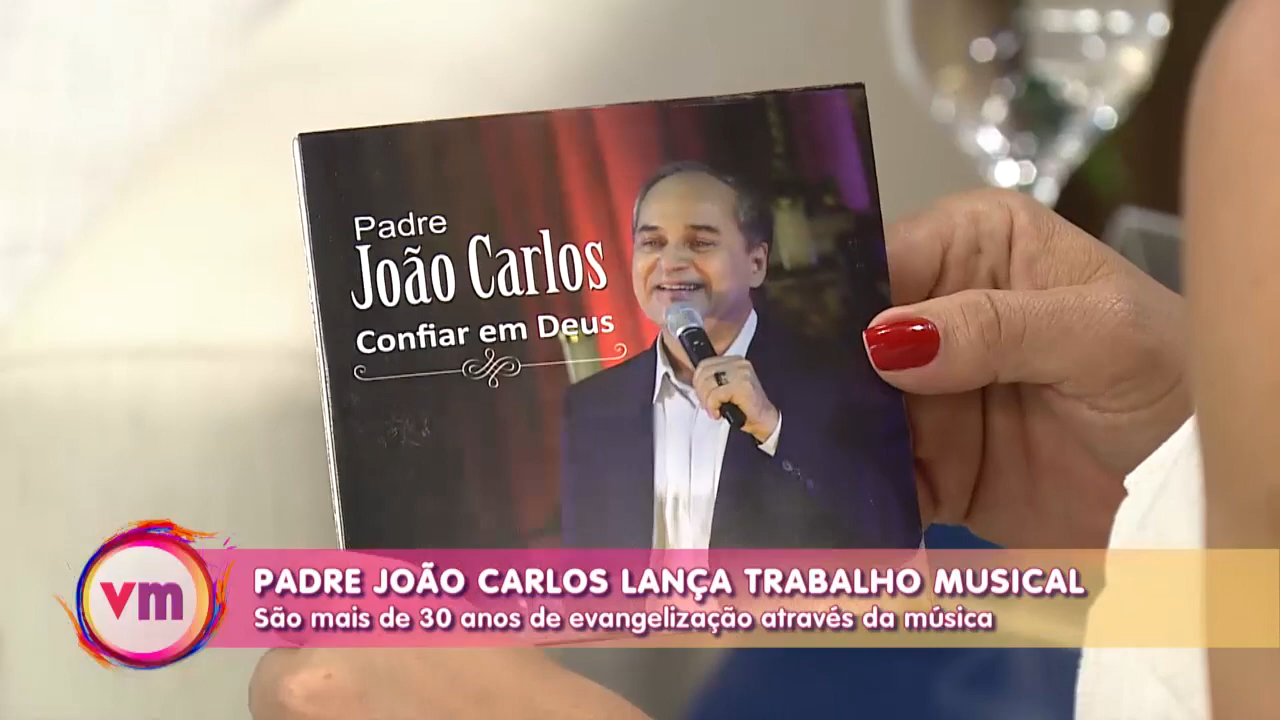 Padre
João Carlos
Confiar em Deus
vm
PADRE JOÃO CARLOS LANÇA TRABALHO MUSICAL
São mais de 30 anos de evangelização através da música